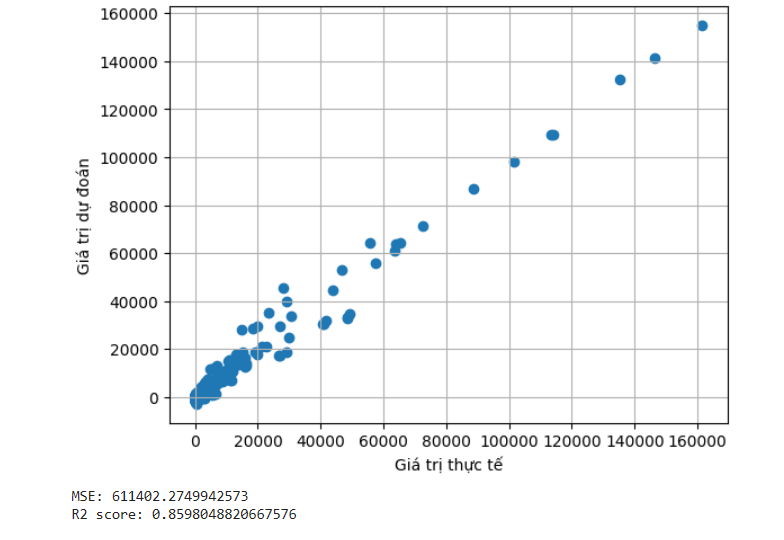 160000
140000
120000
100000
80000
60000
40000
20000
0
Giá trị dự đoán
0 20000 40000 60000 80000 100000 120000 140000 160000
Giá trị thực tế
MSE: 611402.2749942573
R2 score: 0.8598048820667576